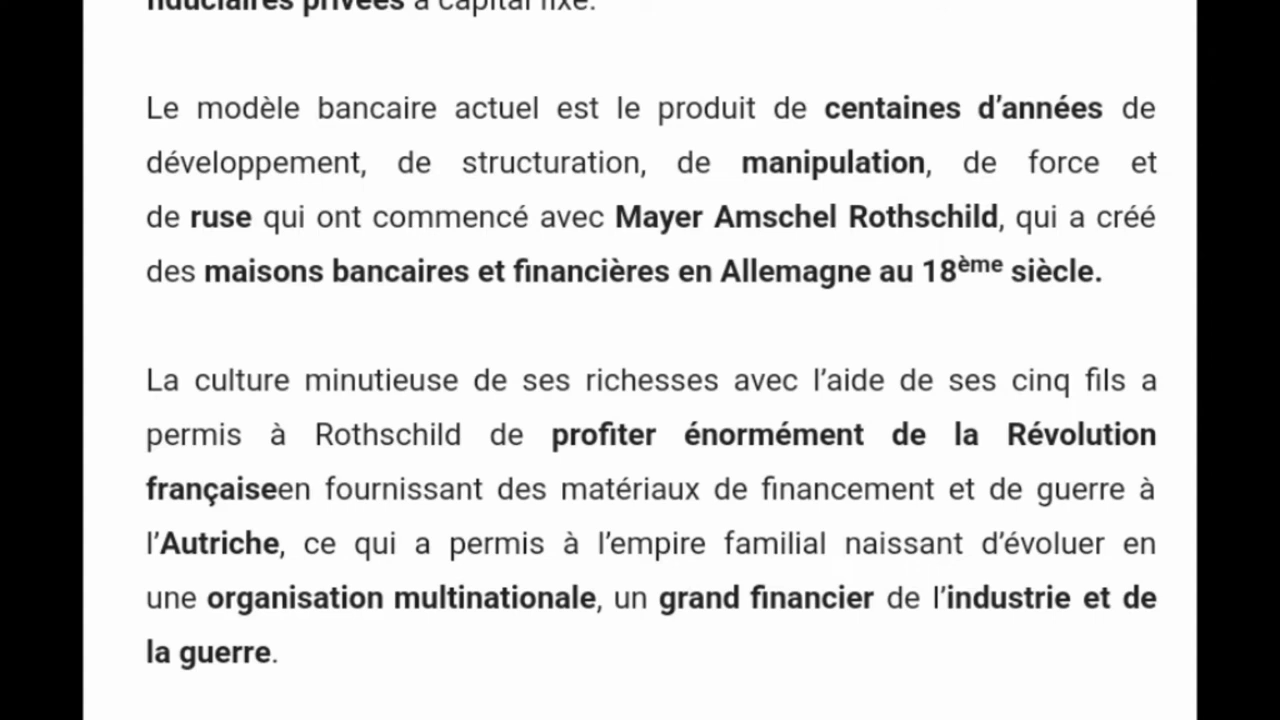 fiduciaires privées à capital fixe.
Le modèle bancaire actuel est le produit de centaines d’années de
développement, de structuration, de manipulation, de force et
de ruse qui ont commencé avec Mayer Amschel Rothschild, qui a créé
des maisons bancaires et financières en Allemagne au 18ème siècle.
La culture minutieuse de ses richesses avec l’aide de ses cinq fils a
permis à Rothschild de profiter énormément de la Révolution
françaiseen fournissant des matériaux de financement et de guerre à
l’Autriche, ce qui a permis à l’empire familial naissant d’évoluer en
une organisation multinationale, un grand financier de l’industrie et de
la guerre.